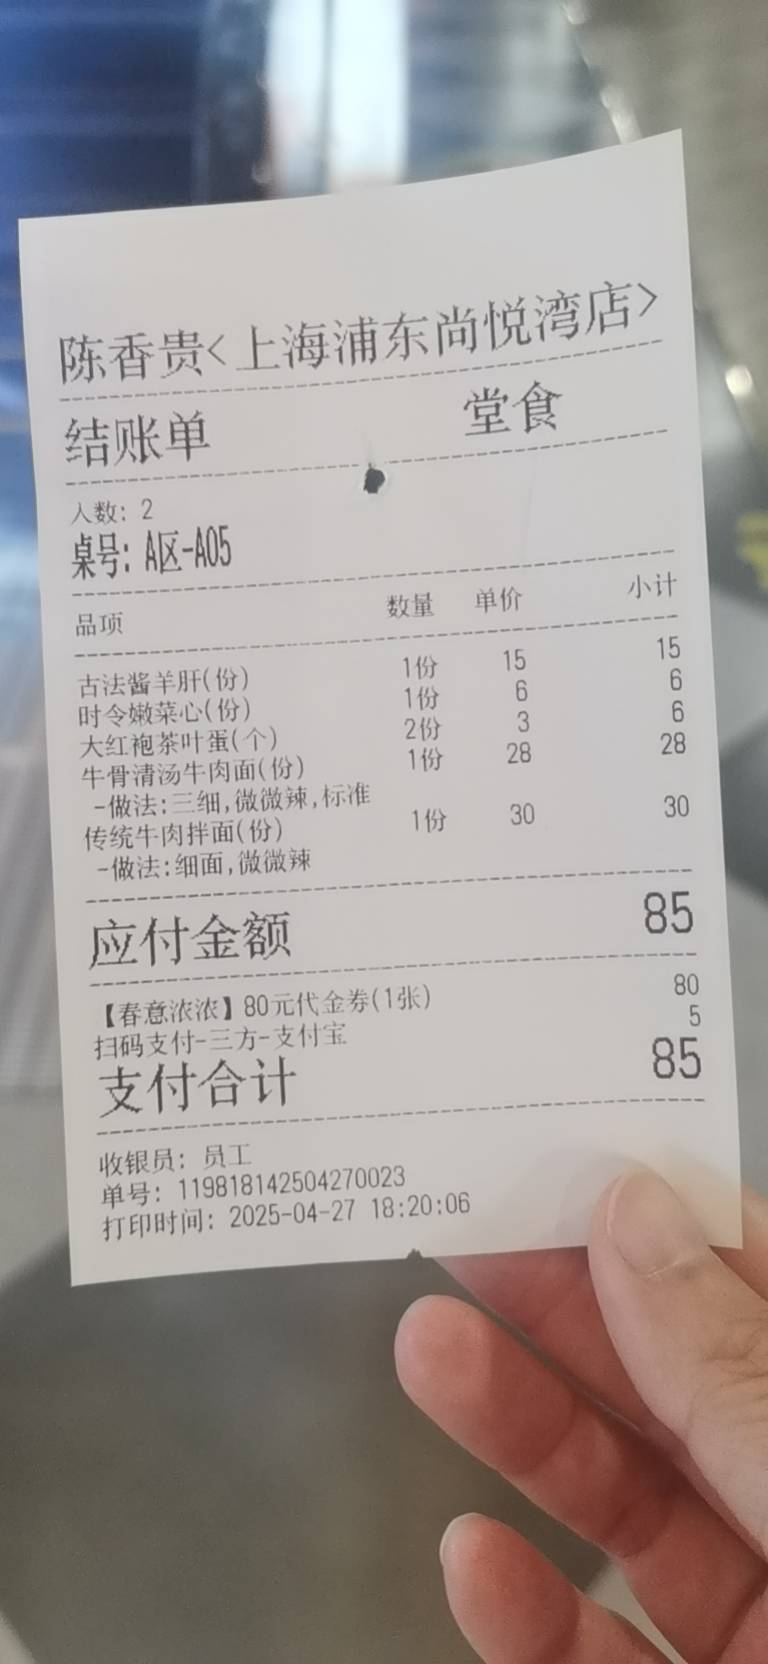 陈香贵<上海浦东尚悦湾店>
结账单 堂食
人数: 2
桌号: A区-A05
品项 数量 单价 小计
古法酱羊肝(份) 1份 15 15
时令嫩菜心(份) 1份 6 6
大红袍茶叶蛋(个) 2份 3 6
牛骨清汤牛肉面(份) 1份 28 28
-做法:三细,微微辣,标准
传统牛肉拌面(份) 1份 30 30
-做法:细面,微微辣
应付金额 85
【春意浓浓】80元代金券(1张) 80
扫码支付-三方-支付宝 5
支付合计 85
收银员: 员工
单号: 119818142504270023
打印时间: 2025-04-27 18:20:06